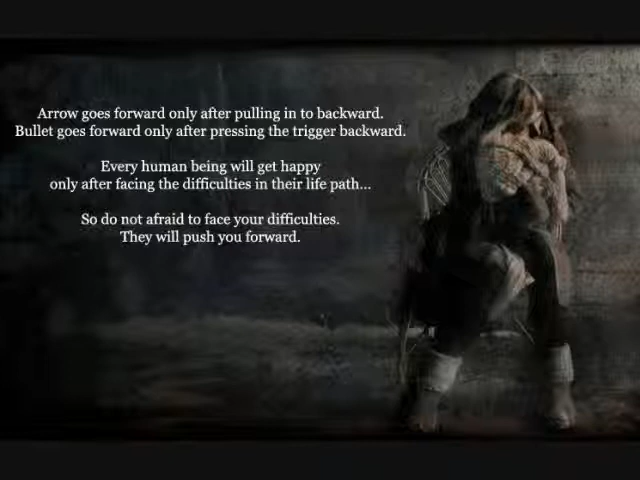 Arrow goes forward only after pulling in to backward.
Bullet goes forward only after pressing the trigger backward.
Every human being will get happy
only after facing the difficulties in their life path...
So do not afraid to face your difficulties.
They will push you forward.